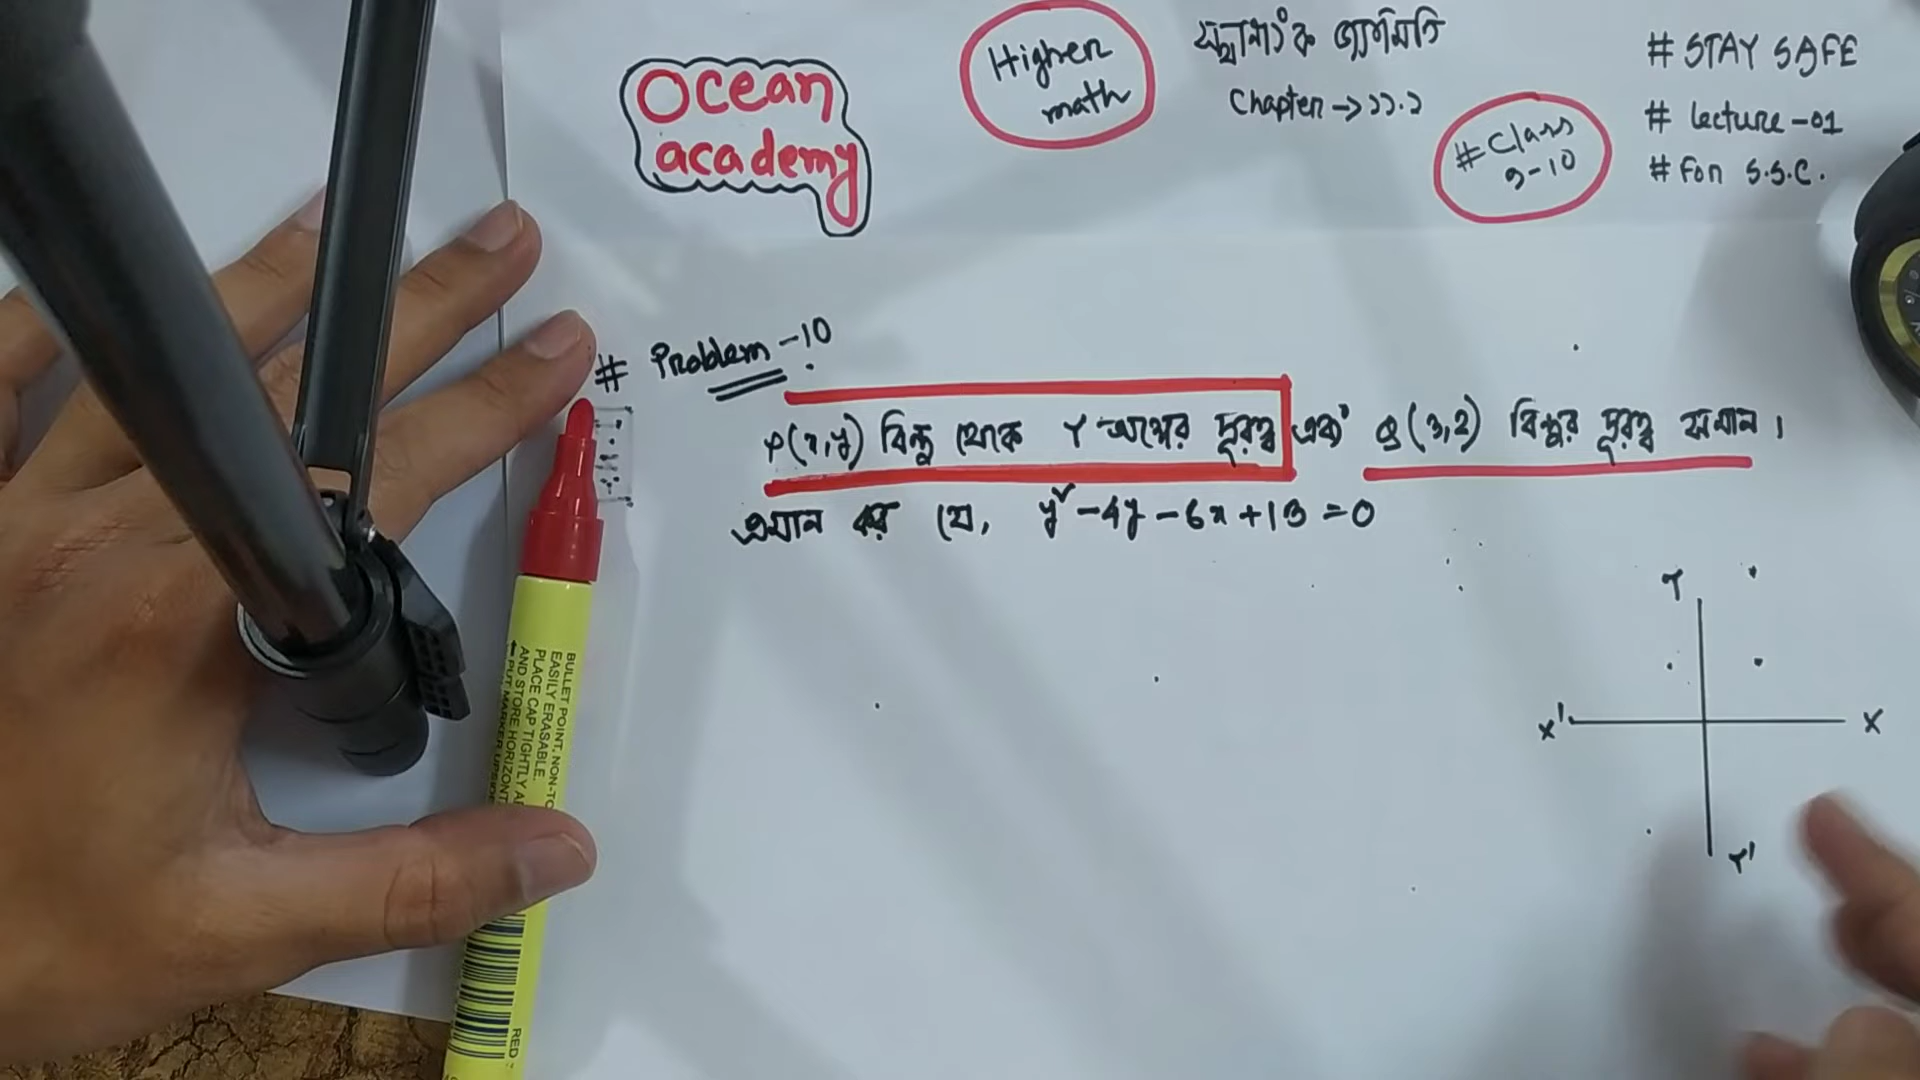 Ocean
academy
Higher
math
স্থানাংক জ্যামিতি
Chapter → ১১.১
# Class
9-10
# STAY SAFE
# Lecture -01
# For S.S.C.
# Problem -10
P(x,y) বিন্দু থেকে Y অক্ষের দূরত্ব এবং Q(3,2) বিন্দুর দূরত্ব সমান।
প্রমান কর যে, y² - 4y - 6x + 13 = 0
Y
X'
X
Y'
BULLET POINT, NON-TO
EASILY ERASABLE.
PLACE CAP TIGHTLY A
AND STORE HORIZONT
RED